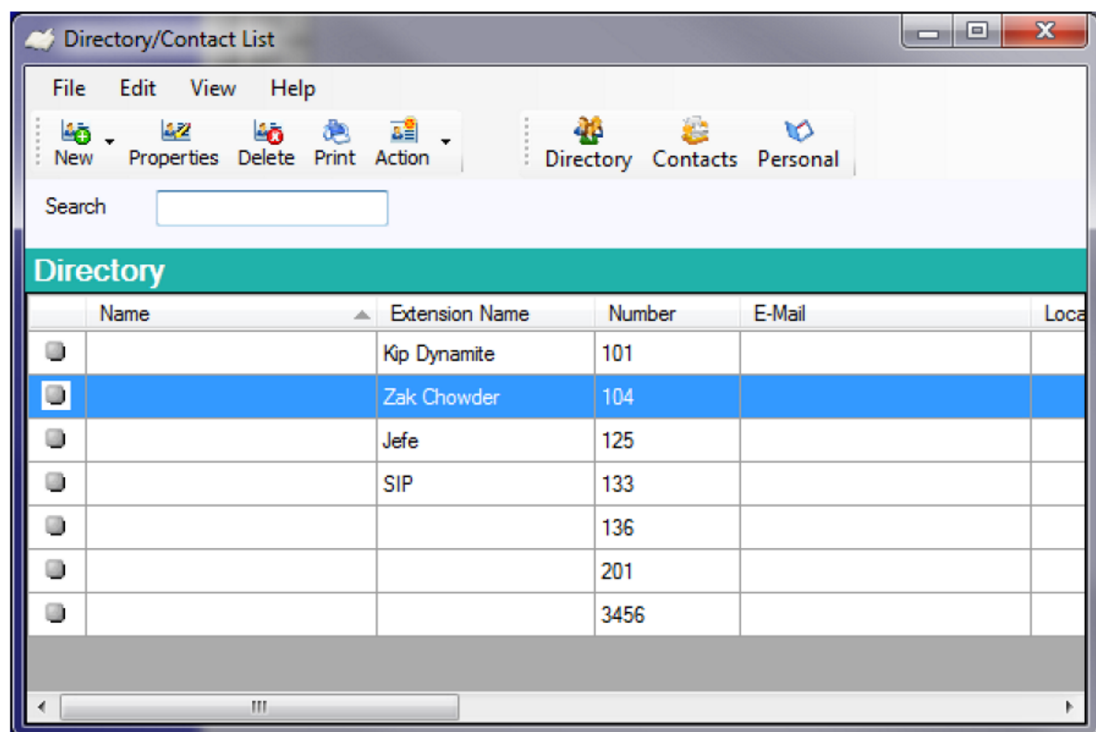 Directory/Contact List
File Edit View Help
New Properties Delete Print Action Directory Contacts Personal
Search
Directory
Name Extension Name Number E-Mail Loca
Kip Dynamite 101
Zak Chowder 104
Jefe 125
SIP 133
136
201
3456